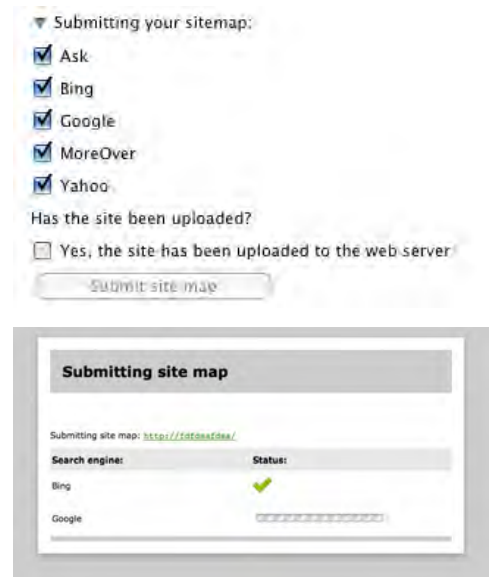 Submitting your sitemap:
Ask
Bing
Google
MoreOver
Yahoo
Has the site been uploaded?
Yes, the site has been uploaded to the web server
Submit site map
Submitting site map
Submitting site map:
Search engine: Status:
Bing
Google